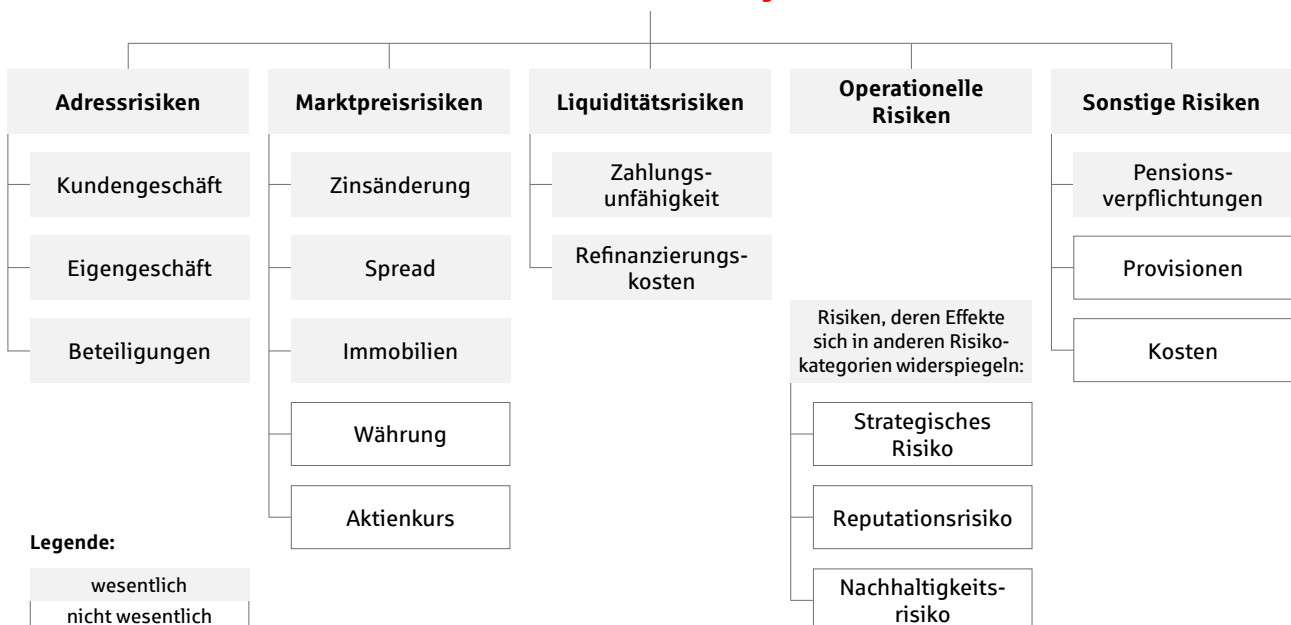 Adressrisiken
Kundengeschäft
Eigengeschäft
Beteiligungen
Marktpreisrisiken
Zinsänderung
Spread
Immobilien
Währung
Aktienkurs
Liquiditätsrisiken
Zahlungs-
unfähigkeit
Refinanzierungs-
kosten
Operationelle
Risiken
Risiken, deren Effekte
sich in anderen Risiko-
kategorien widerspiegeln:
Strategisches
Risiko
Reputationsrisiko
Nachhaltigkeits-
risiko
Sonstige Risiken
Pensions-
verpflichtungen
Provisionen
Kosten
Legende:
wesentlich
nicht wesentlich